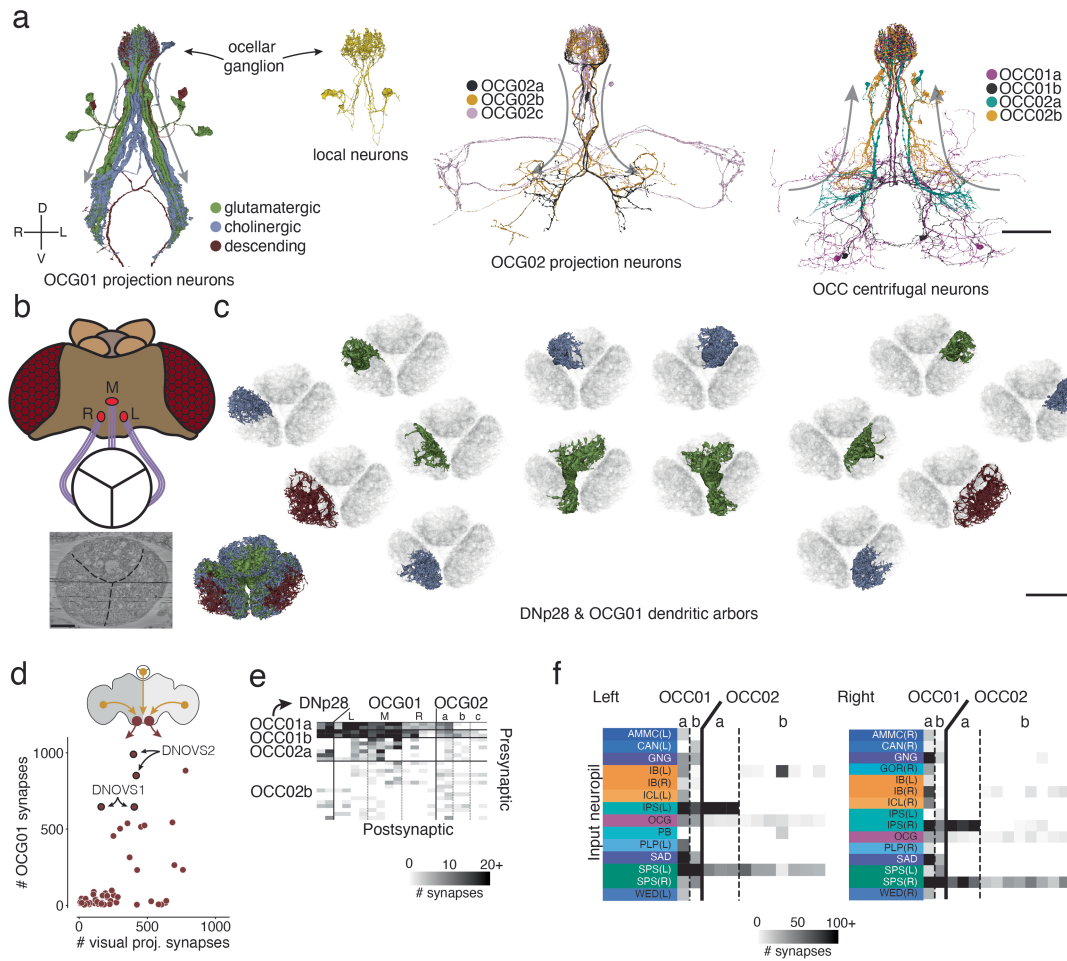 a
ocellar
ganglion
local neurons
D
R L
V
glutamatergic
cholinergic
descending
OCG01 projection neurons
OCG02a
OCG02b
OCG02c
OCG02 projection neurons
OCC01a
OCC01b
OCC02a
OCC02b
OCC centrifugal neurons
b
M
R L
c
DNp28 & OCG01 dendritic arbors
d
DNOVS2
DNOVS1
1000
500
0
# OCG01 synapses
0 500 1000
# visual proj. synapses
e
DNp28 OCG01 OCG02
L M R a b c
OCC01a
OCC01b
OCC02a
OCC02b
Presynaptic
Postsynaptic
0 10 20+
# synapses
f
Left OCC01 OCC02
a b a b
Input neuropil
AMMC(L)
CAN(L)
GNG
IB(L)
IB(R)
ICL(L)
IPS(L)
OCG
PB
PLP(L)
SAD
SPS(L)
SPS(R)
WED(L)
Right OCC01 OCC02
a b a b
AMMC(R)
CAN(R)
GNG
GOR(R)
IB(L)
IB(R)
ICL(R)
IPS(L)
IPS(R)
OCG
PLP(R)
SAD
SPS(L)
SPS(R)
WED(R)
0 50 100+
# synapses